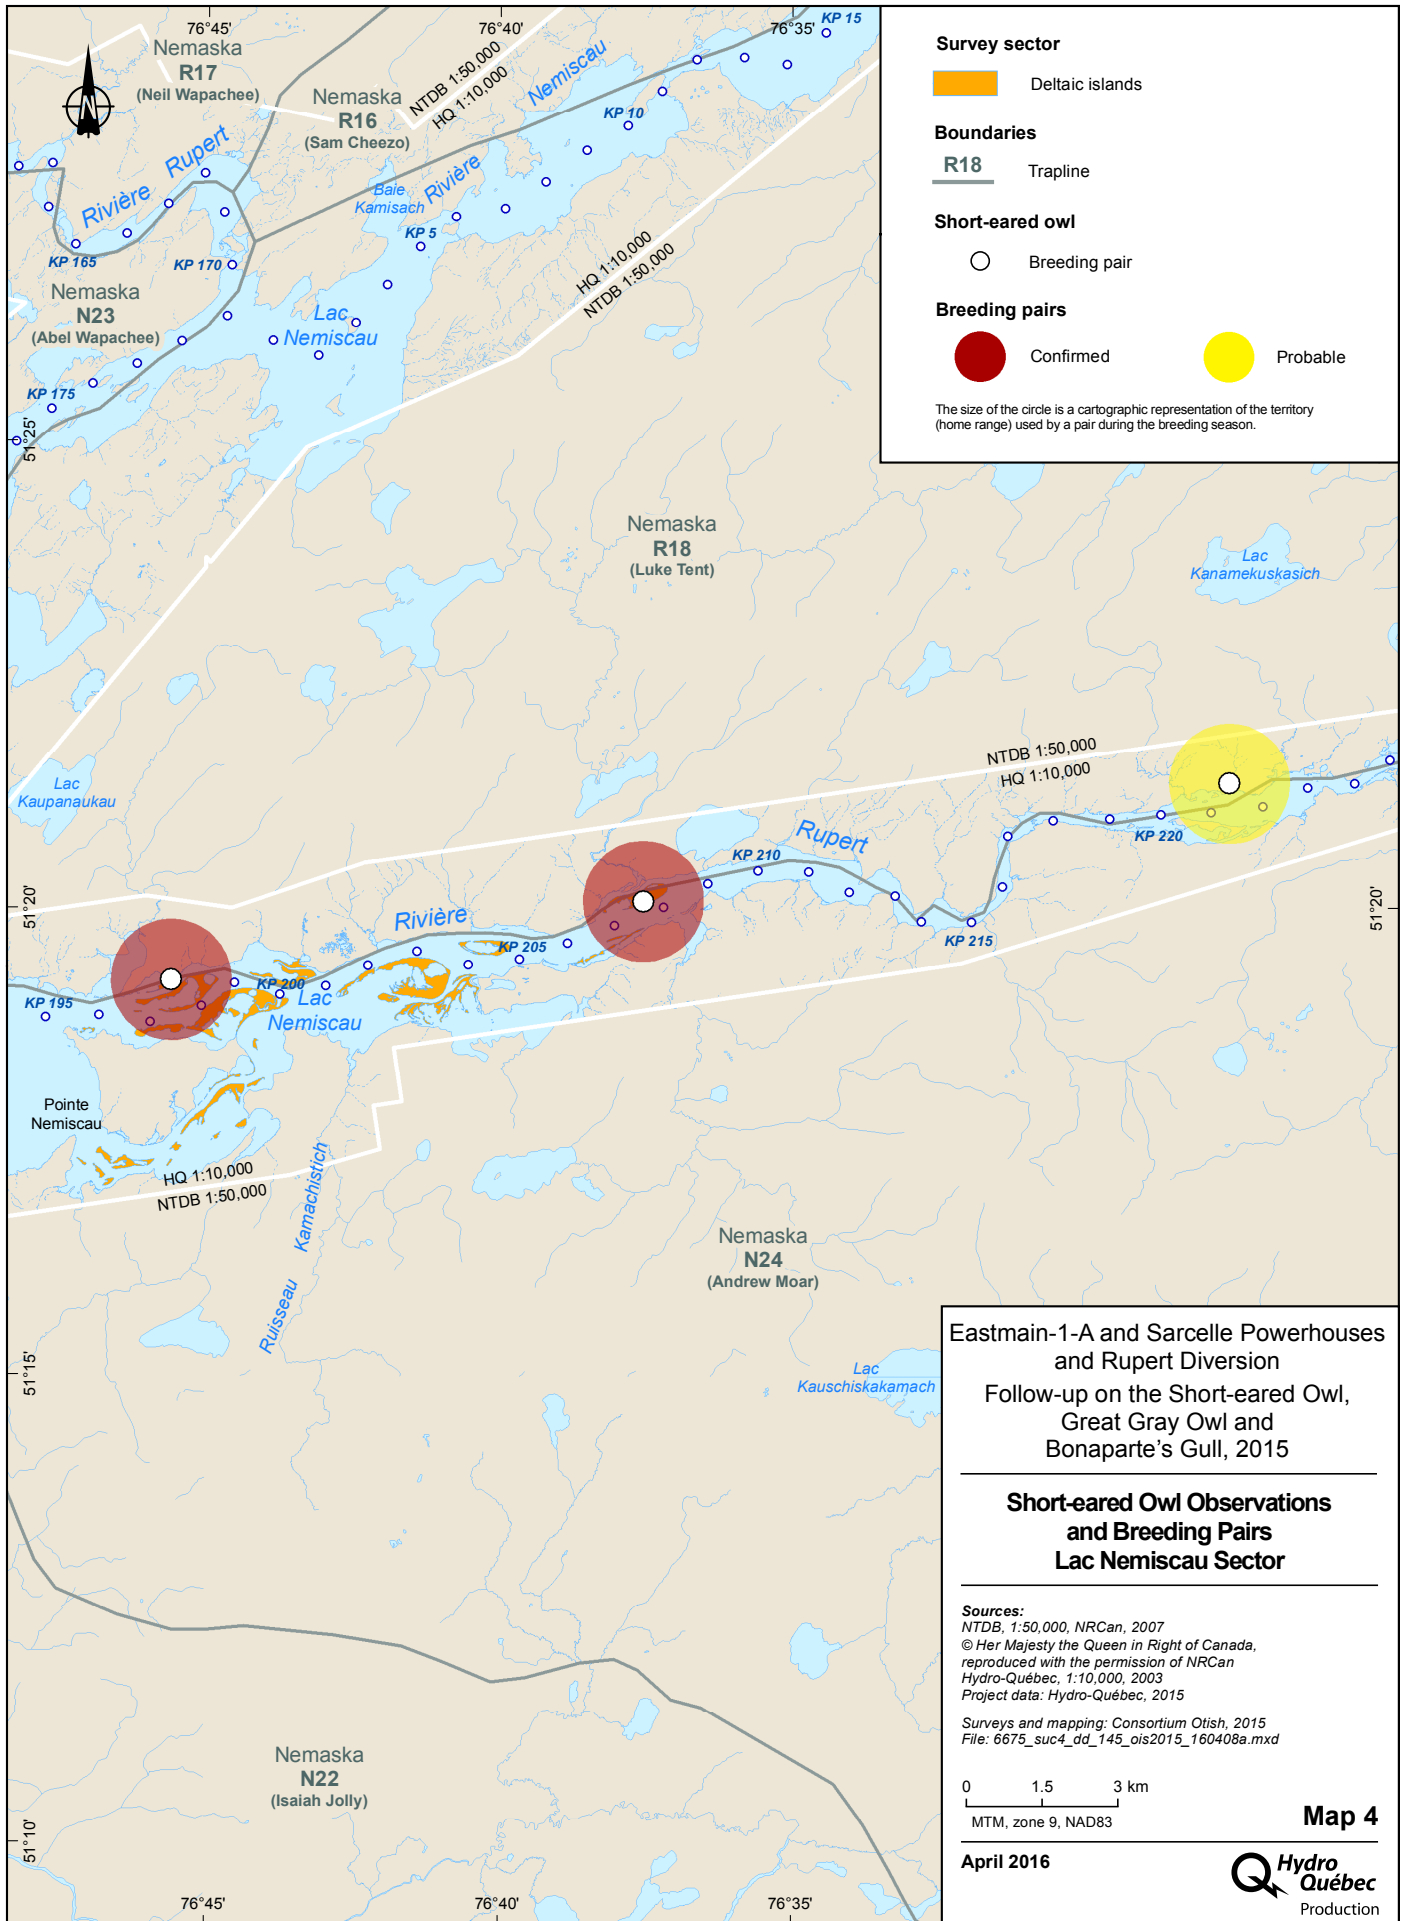 76°45'
76°40'
76°35'
KP 15
Nemaska
R17
(Neil Wapachee)
N
Nemaska
R16
(Sam Cheezo)
NTDB 1:50,000
HQ 1:10,000
Nemiscau
KP 10
Rivière
Rupert
Rivière
Baie
Kamisach
KP 5
KP 165
KP 170
HQ 1:10,000
NTDB 1:50,000
Nemaska
N23
(Abel Wapachee)
Lac
Nemiscau
KP 175
51°25'
Survey sector
Deltaic islands
Boundaries
R18
Trapline
Short-eared owl
Breeding pair
Breeding pairs
Confirmed
Probable
The size of the circle is a cartographic representation of the territory
(home range) used by a pair during the breeding season.
Nemaska
R18
(Luke Tent)
Lac
Kanamekuskasich
Lac
Kaupanaukau
NTDB 1:50,000
HQ 1:10,000
Rupert
KP 220
KP 210
51°20'
51°20'
Rivière
KP 205
KP 215
KP 200
KP 195
Lac
Nemiscau
Pointe
Nemiscau
HQ 1:10,000
NTDB 1:50,000
Ruisseau Kamachistich
Nemaska
N24
(Andrew Moar)
51°15'
Lac
Kauschiskakamach
Nemaska
N22
(Isaiah Jolly)
51°10'
76°45'
76°40'
76°35'
Eastmain-1-A and Sarcelle Powerhouses
and Rupert Diversion
Follow-up on the Short-eared Owl,
Great Gray Owl and
Bonaparte's Gull, 2015
Short-eared Owl Observations
and Breeding Pairs
Lac Nemiscau Sector
Sources:
NTDB, 1:50,000, NRCan, 2007
© Her Majesty the Queen in Right of Canada,
reproduced with the permission of NRCan
Hydro-Québec, 1:10,000, 2003
Project data: Hydro-Québec, 2015
Surveys and mapping: Consortium Otish, 2015
File: 6675_suc4_dd_145_ois2015_160408a.mxd
0 1.5 3 km
MTM, zone 9, NAD83
Map 4
April 2016
Hydro
Québec
Production